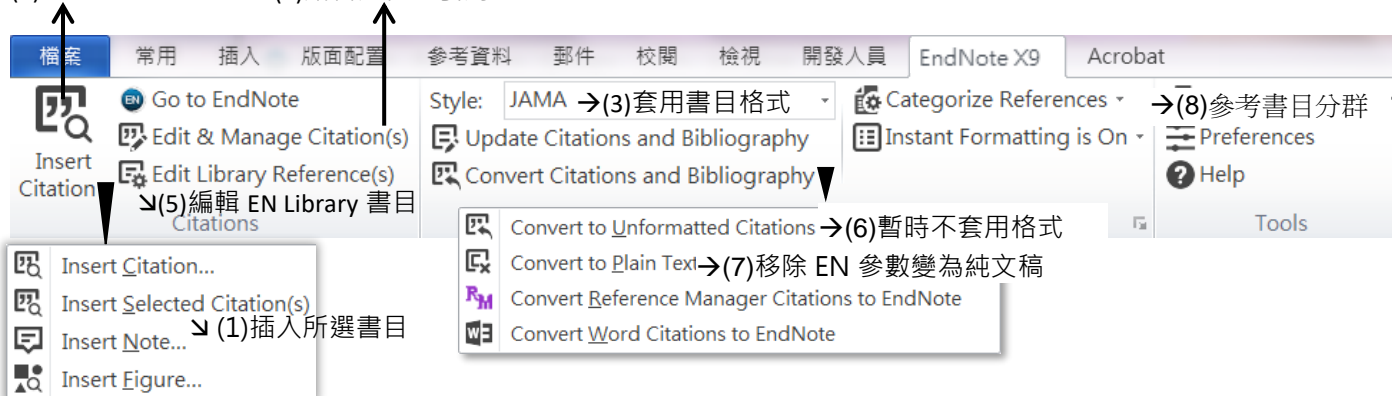 檔案 常用 插入 版面配置 參考資料 郵件 校閱 檢視 開發人員 EndNote X9 Acrobat
Insert Citation
Go to EndNote
Edit & Manage Citation(s)
Edit Library Reference(s)
↘(5)編輯 EN Library 書目
Citations
Style: JAMA →(3)套用書目格式
Update Citations and Bibliography
Convert Citations and Bibliography
Categorize References
→(8)參考書目分群
Instant Formatting is On
Preferences
Help
Tools
Insert Citation...
Insert Selected Citation(s)
↘ (1)插入所選書目
Insert Note...
Insert Figure...
Convert to Unformatted Citations →(6)暫時不套用格式
Convert to Plain Text →(7)移除 EN 參數變為純文稿
Convert Reference Manager Citations to EndNote
Convert Word Citations to EndNote